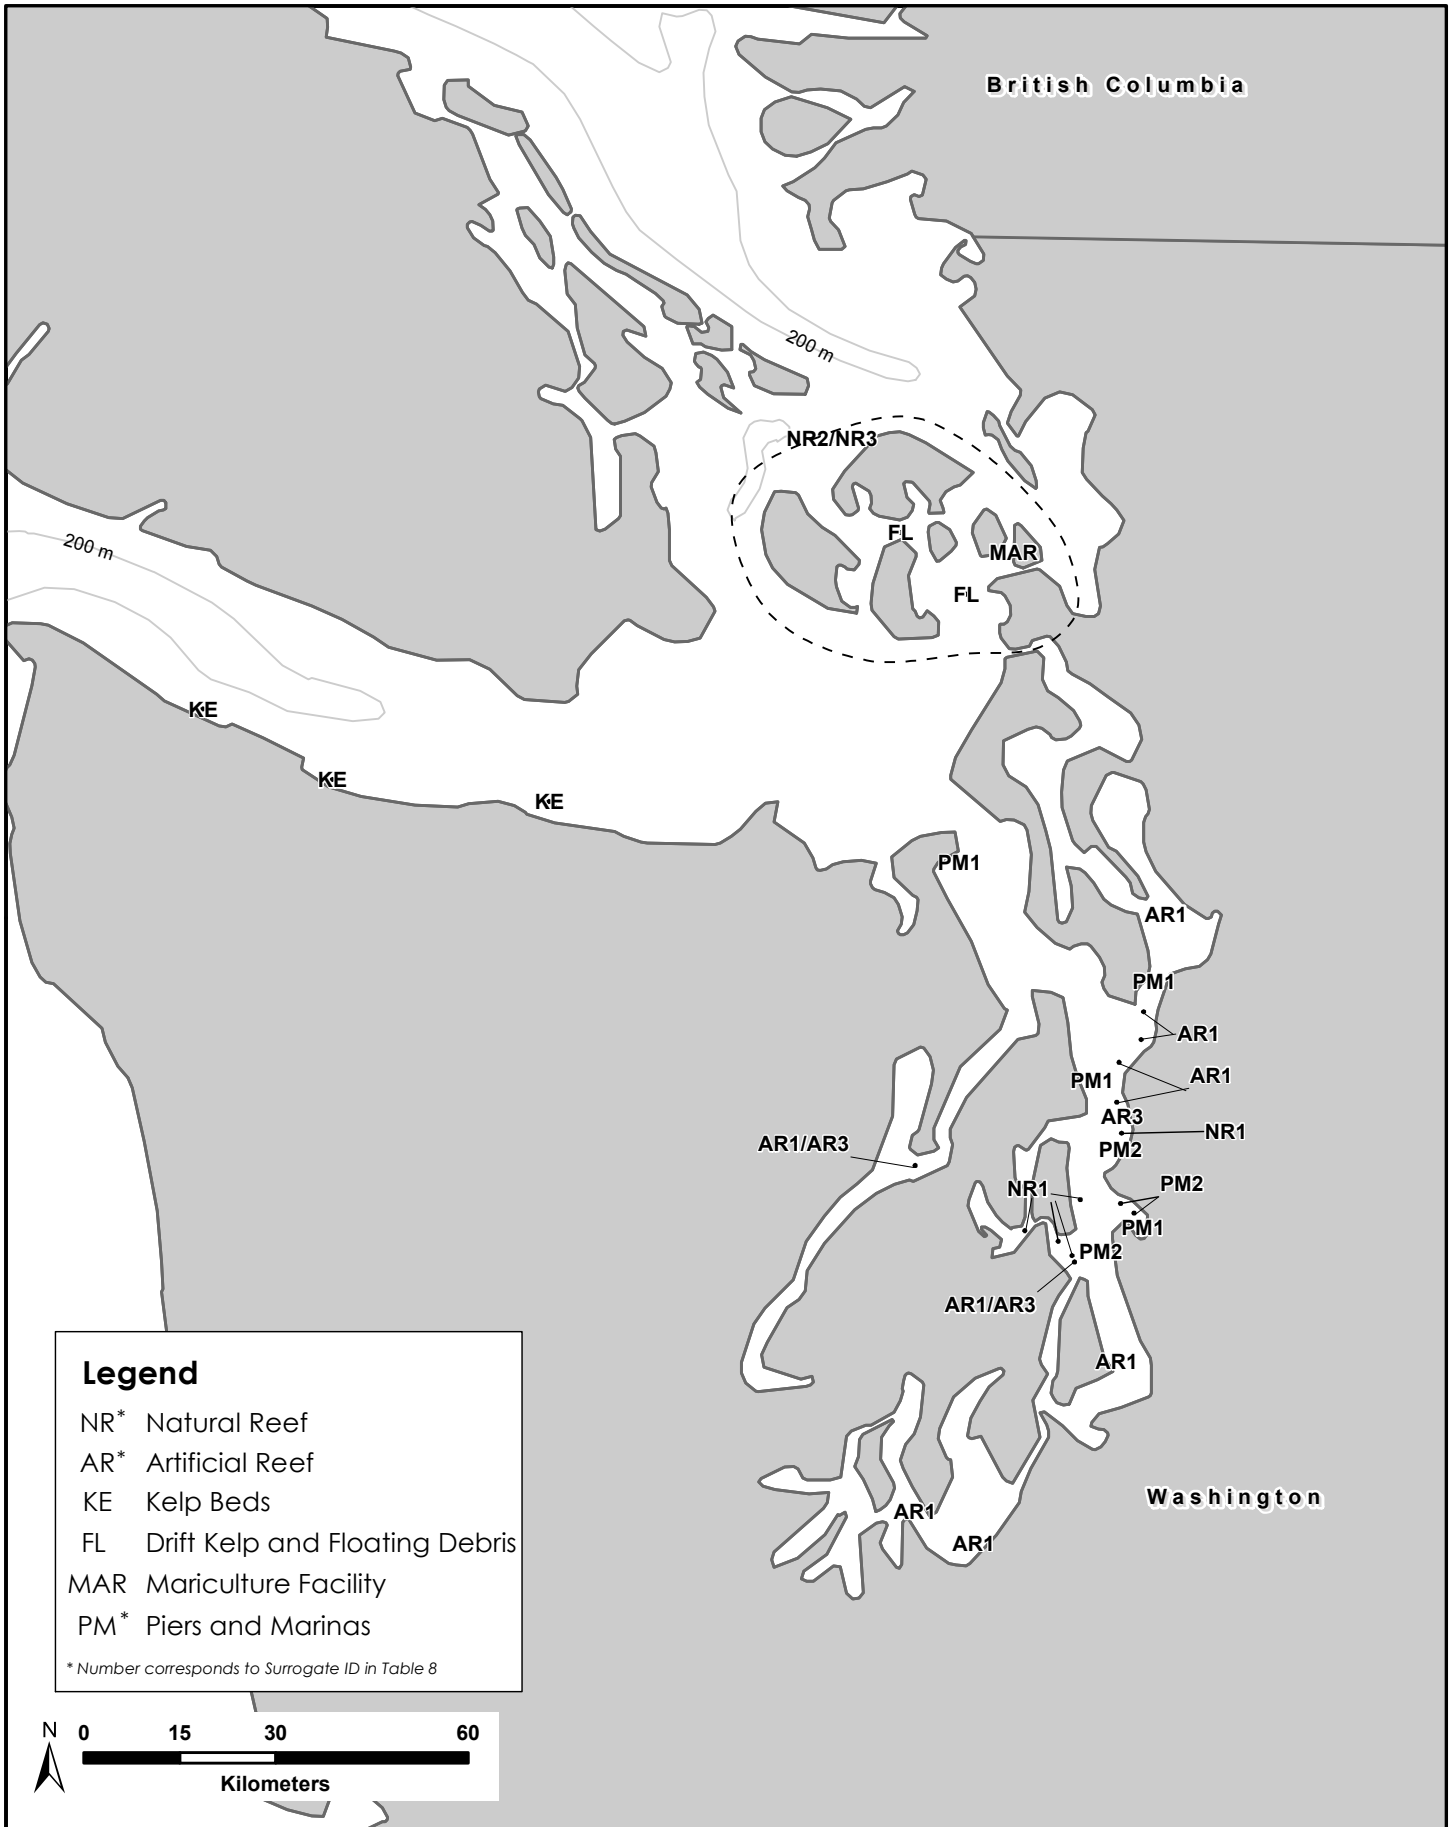 British Columbia
200 m
NR2/NR3
FL
MAR
200 m
FL
KE
KE
KE
PM1
AR1
PM1
AR1
PM1
AR1
AR3
NR1
AR1/AR3
PM2
NR1
PM2
PM1
PM2
AR1/AR3
AR1
Washington
AR1
AR1
Legend
NR* Natural Reef
AR* Artificial Reef
KE Kelp Beds
FL Drift Kelp and Floating Debris
MAR Mariculture Facility
PM* Piers and Marinas
* Number corresponds to Surrogate ID in Table 8
N 0 15 30 60
Kilometers